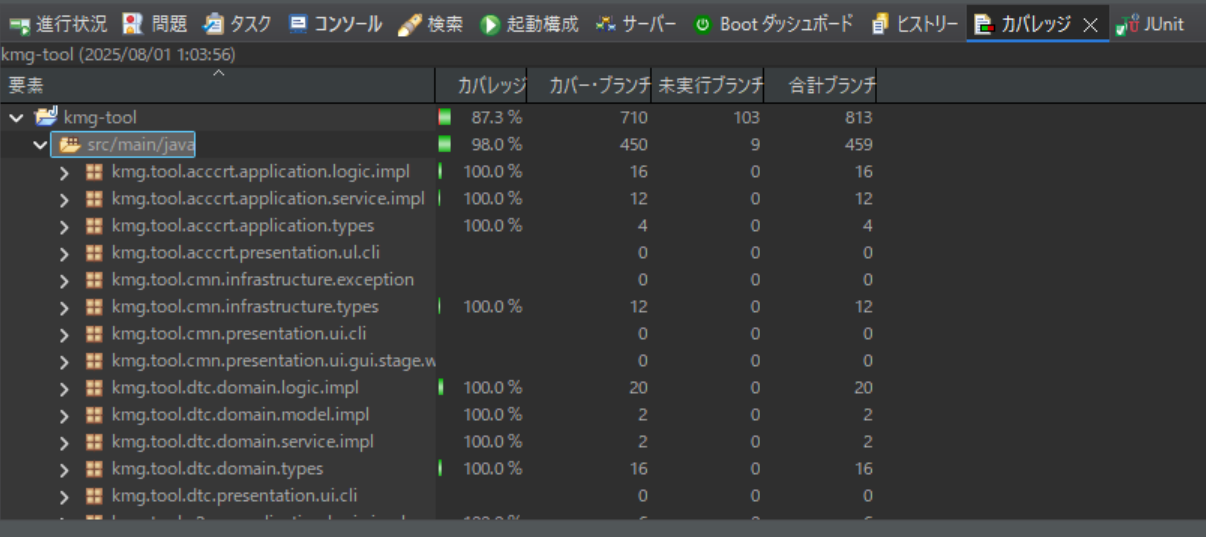 進行状況 問題 タスク コンソール 検索 起動構成 サーバー Boot ダッシュボード ヒストリー カバレッジ JUnit
kmg-tool (2025/08/01 1:03:56)
要素 カバレッジ カバー・ブランチ 未実行ブランチ 合計ブランチ
kmg-tool 87.3 % 710 103 813
src/main/java 98.0 % 450 9 459
kmg.tool.acccrt.application.logic.impl 100.0 % 16 0 16
kmg.tool.acccrt.application.service.impl 100.0 % 12 0 12
kmg.tool.acccrt.application.types 100.0 % 4 0 4
kmg.tool.acccrt.presentation.ul.cli 0 0 0
kmg.tool.cmn.infrastructure.exception 0 0 0
kmg.tool.cmn.infrastructure.types 100.0 % 12 0 12
kmg.tool.cmn.presentation.ui.cli 0 0 0
kmg.tool.cmn.presentation.ui.gui.stage.w 0 0 0
kmg.tool.dtc.domain.logic.impl 100.0 % 20 0 20
kmg.tool.dtc.domain.model.impl 100.0 % 2 0 2
kmg.tool.dtc.domain.service.impl 100.0 % 2 0 2
kmg.tool.dtc.domain.types 100.0 % 16 0 16
kmg.tool.dtc.presentation.ui.cli 0 0 0